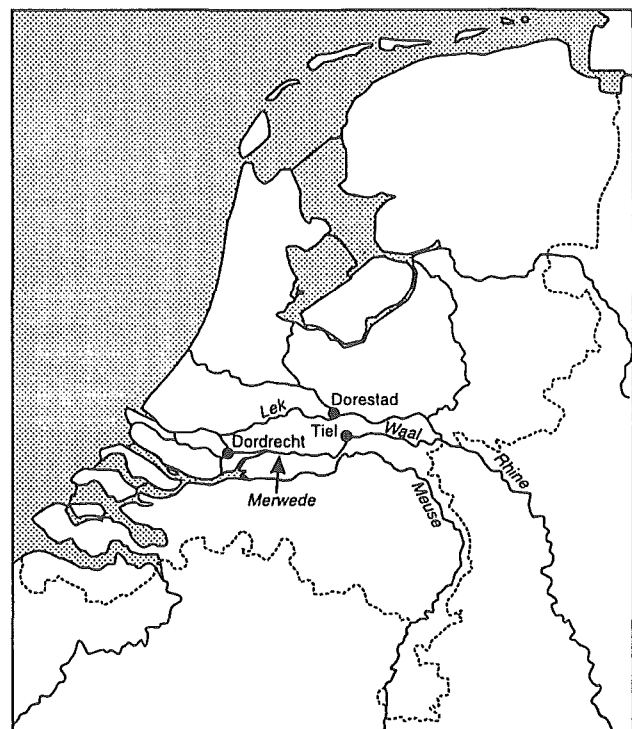 Dorestad
Lek
Tiel
Waal
Dordrecht
Rhine
Merwede
Meuse